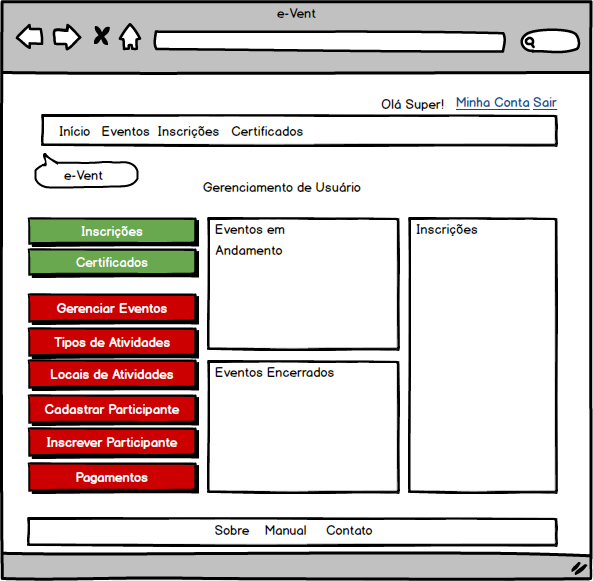 e-Vent
Olá Super! Minha Conta Sair
Início Eventos Inscrições Certificados
e-Vent
Gerenciamento de Usuário
Inscrições
Certificados
Gerenciar Eventos
Tipos de Atividades
Locais de Atividades
Cadastrar Participante
Inscrever Participante
Pagamentos
Eventos em
Andamento
Eventos Encerrados
Inscrições
Sobre Manual Contato